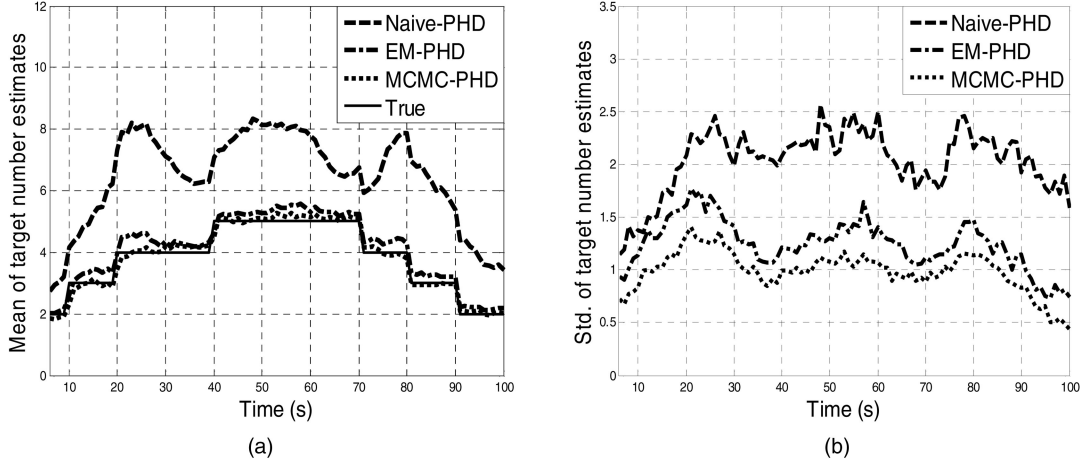 12
10
8
6
4
2
0
Mean of target number estimates
Naive-PHD
EM-PHD
MCMC-PHD
True
10 20 30 40 50 60 70 80 90 100
Time (s)
(a)
3.5
3
2.5
2
1.5
1
0.5
0
Std. of target number estimates
Naive-PHD
EM-PHD
MCMC-PHD
10 20 30 40 50 60 70 80 90 100
Time (s)
(b)